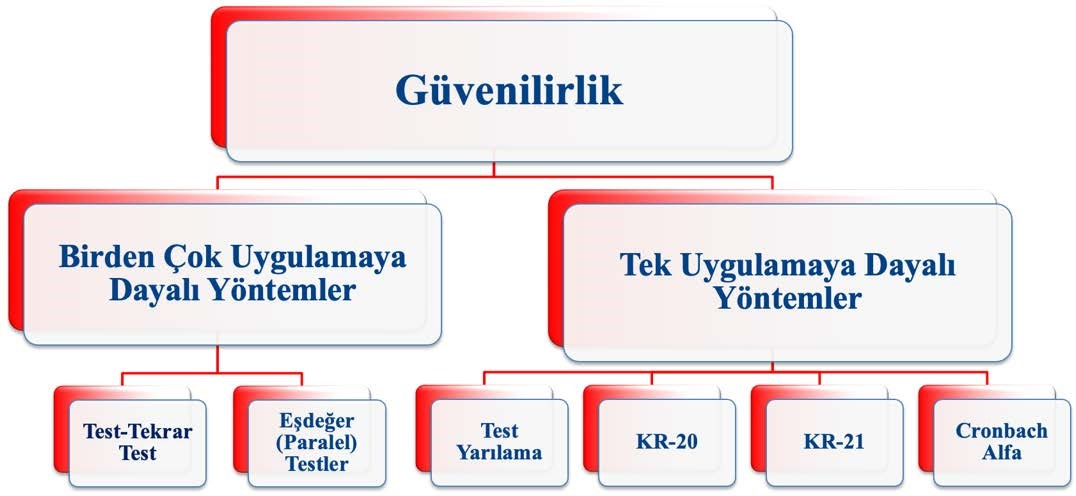 Güvenilirlik
Birden Çok Uygulamaya
Dayalı Yöntemler
Tek Uygulamaya Dayalı
Yöntemler
Test-Tekrar
Test
Eşdeğer
(Paralel)
Testler
Test
Yarılama
KR-20
KR-21
Cronbach
Alfa